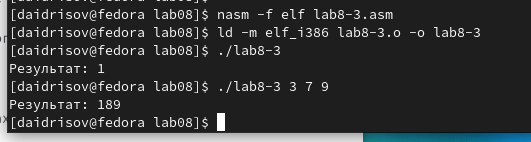 [daidrisov@fedora lab08]$ nasm -f elf lab8-3.asm
[daidrisov@fedora lab08]$ ld -m elf_i386 lab8-3.o -o lab8-3
[daidrisov@fedora lab08]$ ./lab8-3
Результат: 1
[daidrisov@fedora lab08]$ ./lab8-3 3 7 9
Результат: 189
[daidrisov@fedora lab08]$